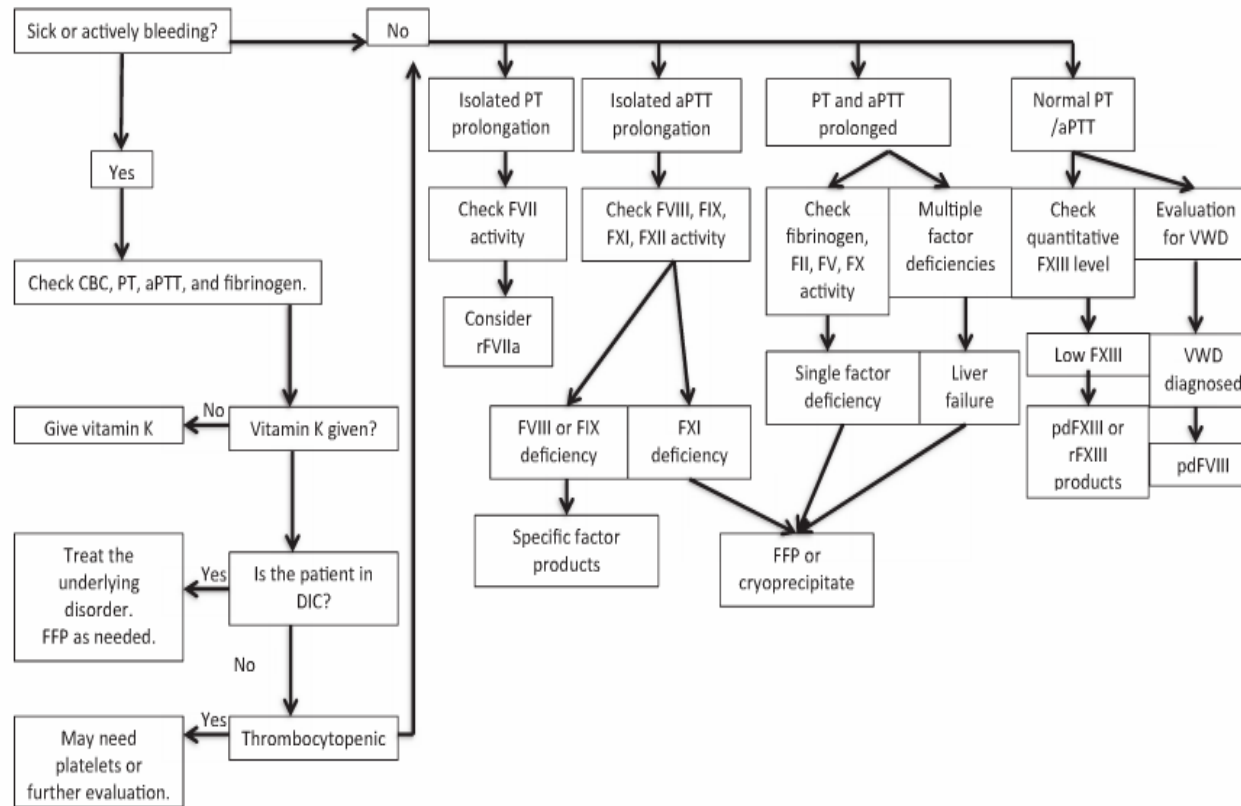 Sick or actively bleeding?
No
Yes
Check CBC, PT, aPTT, and fibrinogen.
No
Give vitamin K
Vitamin K given?
Treat the
underlying
disorder.
FFP as needed.
Yes
Is the patient in
DIC?
No
May need
platelets or
further evaluation.
Yes
Thrombocytopenic
Isolated PT
prolongation
Check FVII
activity
Consider
rFVIIa
Isolated aPTT
prolongation
Check FVIII, FIX,
FXI, FXII activity
FVIII or FIX
deficiency
FXI
deficiency
Specific factor
products
PT and aPTT
prolonged
Check
fibrinogen,
FII, FV, FX
activity
Multiple
factor
deficiencies
Single factor
deficiency
Liver
failure
FFP or
cryoprecipitate
Normal PT
/aPTT
Check
quantitative
FXIII level
Evaluation
for VWD
Low FXIII
VWD
diagnosed
pdFXIII or
rFXIII
products
pdFVIII